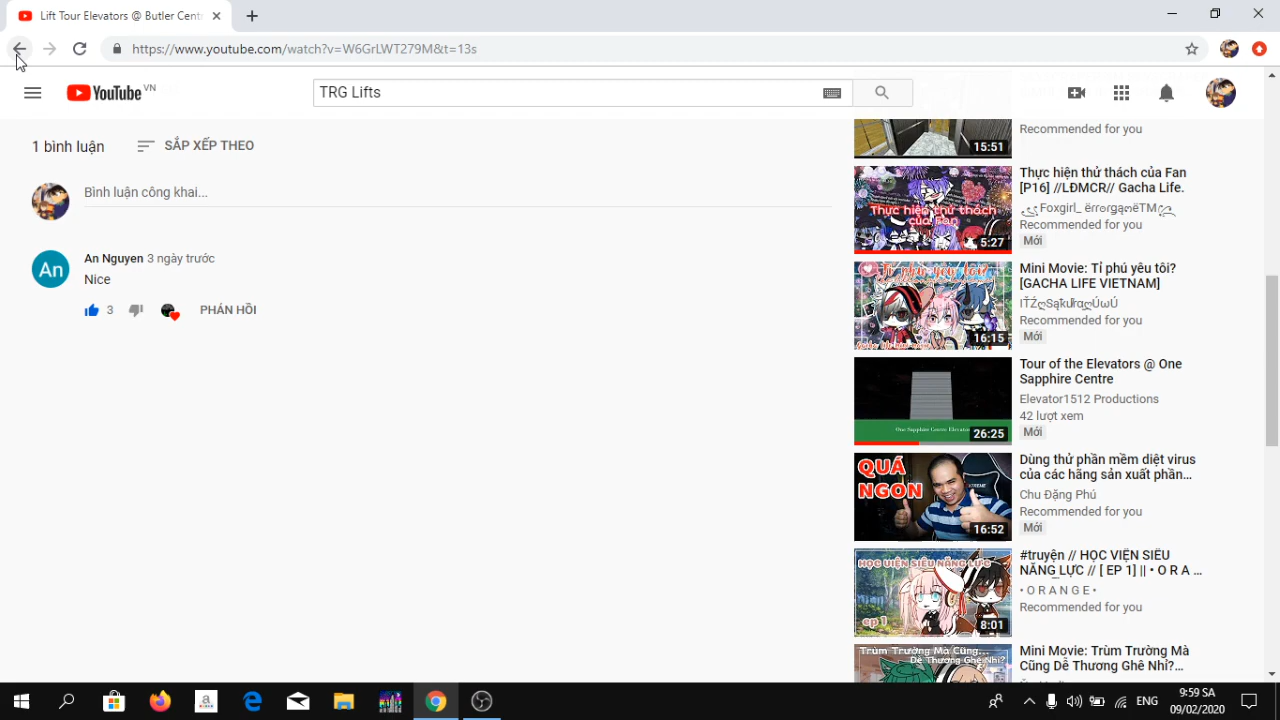 Lift Tour Elevators @ Butler Centr
https://www.youtube.com/watch?v=W6GrLWT279M&t=13s
YouTube VN
TRG Lifts
1 bình luận
SẮP XẾP THEO
Bình luận công khai...
An
An Nguyen 3 ngày trước
Nice
3
PHẢN HỒI
15:51
Recommended for you
Thực hiện thử thách
của Fan
5:27
Thực hiện thử thách của Fan
[P16] //LĐMCR// Gacha Life.
Recommended for you
Mới
16:15
Mini Movie: Tỉ phú yêu tôi?
[GACHA LIFE VIETNAM]
Recommended for you
Mới
One Sapphire Centre Elevator
26:25
Tour of the Elevators @ One
Sapphire Centre
Elevator1512 Productions
42 lượt xem
Mới
QUÁ
NGON
16:52
Dùng thử phần mềm diệt virus
của các hãng sản xuất phần...
Chu Đặng Phú
Recommended for you
Mới
HỌC VIỆN SIÊU NĂNG LỰC
ep 1
8:01
#truyện // HỌC VIỆN SIÊU
NĂNG LỰC // [ EP 1] || • O R A ...
• O R A N G E •
Recommended for you
Trùm Trường Mà Cũng...
Dễ Thương Ghê Nhỉ?
Mini Movie: Trùm Trường Mà
Cũng Dễ Thương Ghê Nhỉ?...
ENG
9:59 SA
09/02/2020